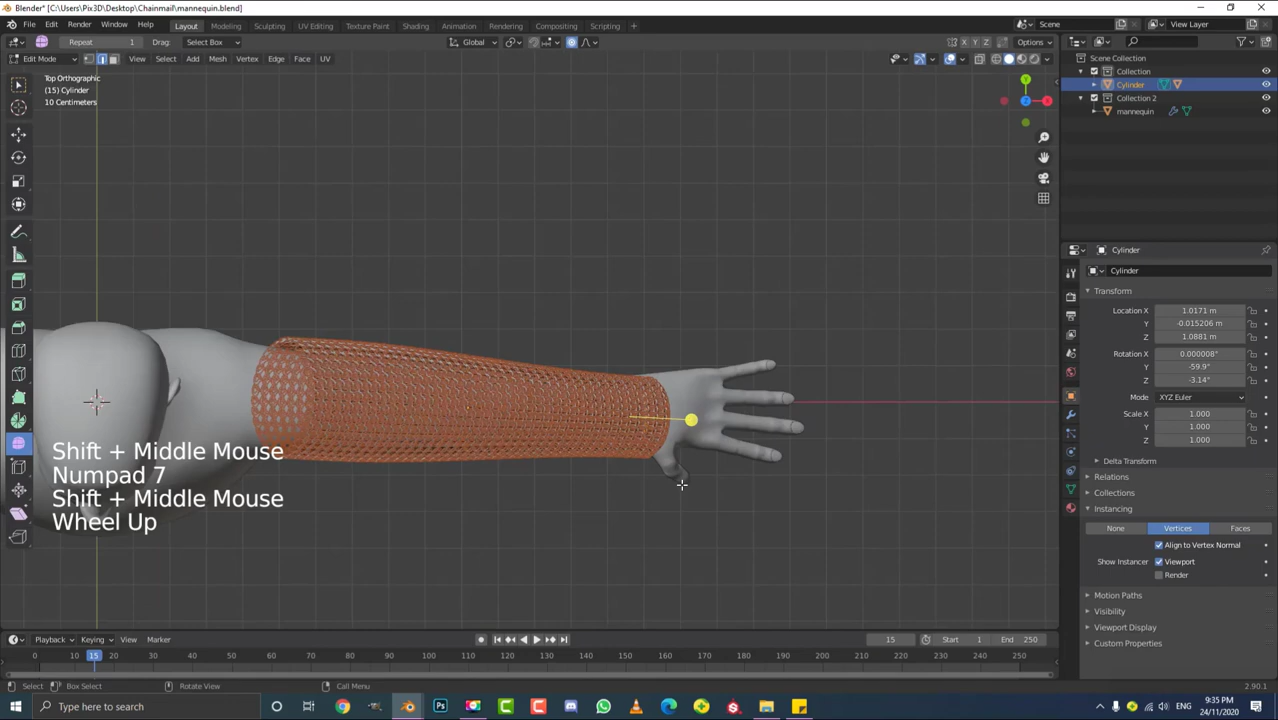 Blender* [C:\Users\Pix3D\Desktop\Chainmail\mannequin.blend]
File Edit Render Window Help Layout Modeling Sculpting UV Editing Texture Paint Shading Animation Rendering Compositing Scripting + Scene View Layer
Repeat 1 Drag: Select Box Global X Y Z Options
Edit Mode View Select Add Mesh Vertex Edge Face UV
Top Orthographic
(15) Cylinder
10 Centimeters
Scene Collection
Collection
Cylinder
Collection 2
mannequin
Cylinder
Cylinder
Transform
Location X 1.0171 m
Y -0.015206 m
Z 1.0881 m
Rotation X 0.000008°
Y -59.9°
Z -3.14°
Mode XYZ Euler
Scale X 1.000
Y 1.000
Z 1.000
Delta Transform
Relations
Collections
Instancing
None Vertices Faces
Align to Vertex Normal
Show Instancer Viewport
Render
Motion Paths
Visibility
Viewport Display
Custom Properties
Shift + Middle Mouse
Numpad 7
Shift + Middle Mouse
Wheel Up
Playback Keying View Marker 15 Start 1 End 250
0 10 15 20 30 40 50 60 70 80 90 100 110 120 130 140 150 160 170 180 190 200 210 220 230 240 250
Select Box Select Rotate View Call Menu 2.90.1
Type here to search
9:35 PM
24/11/2020